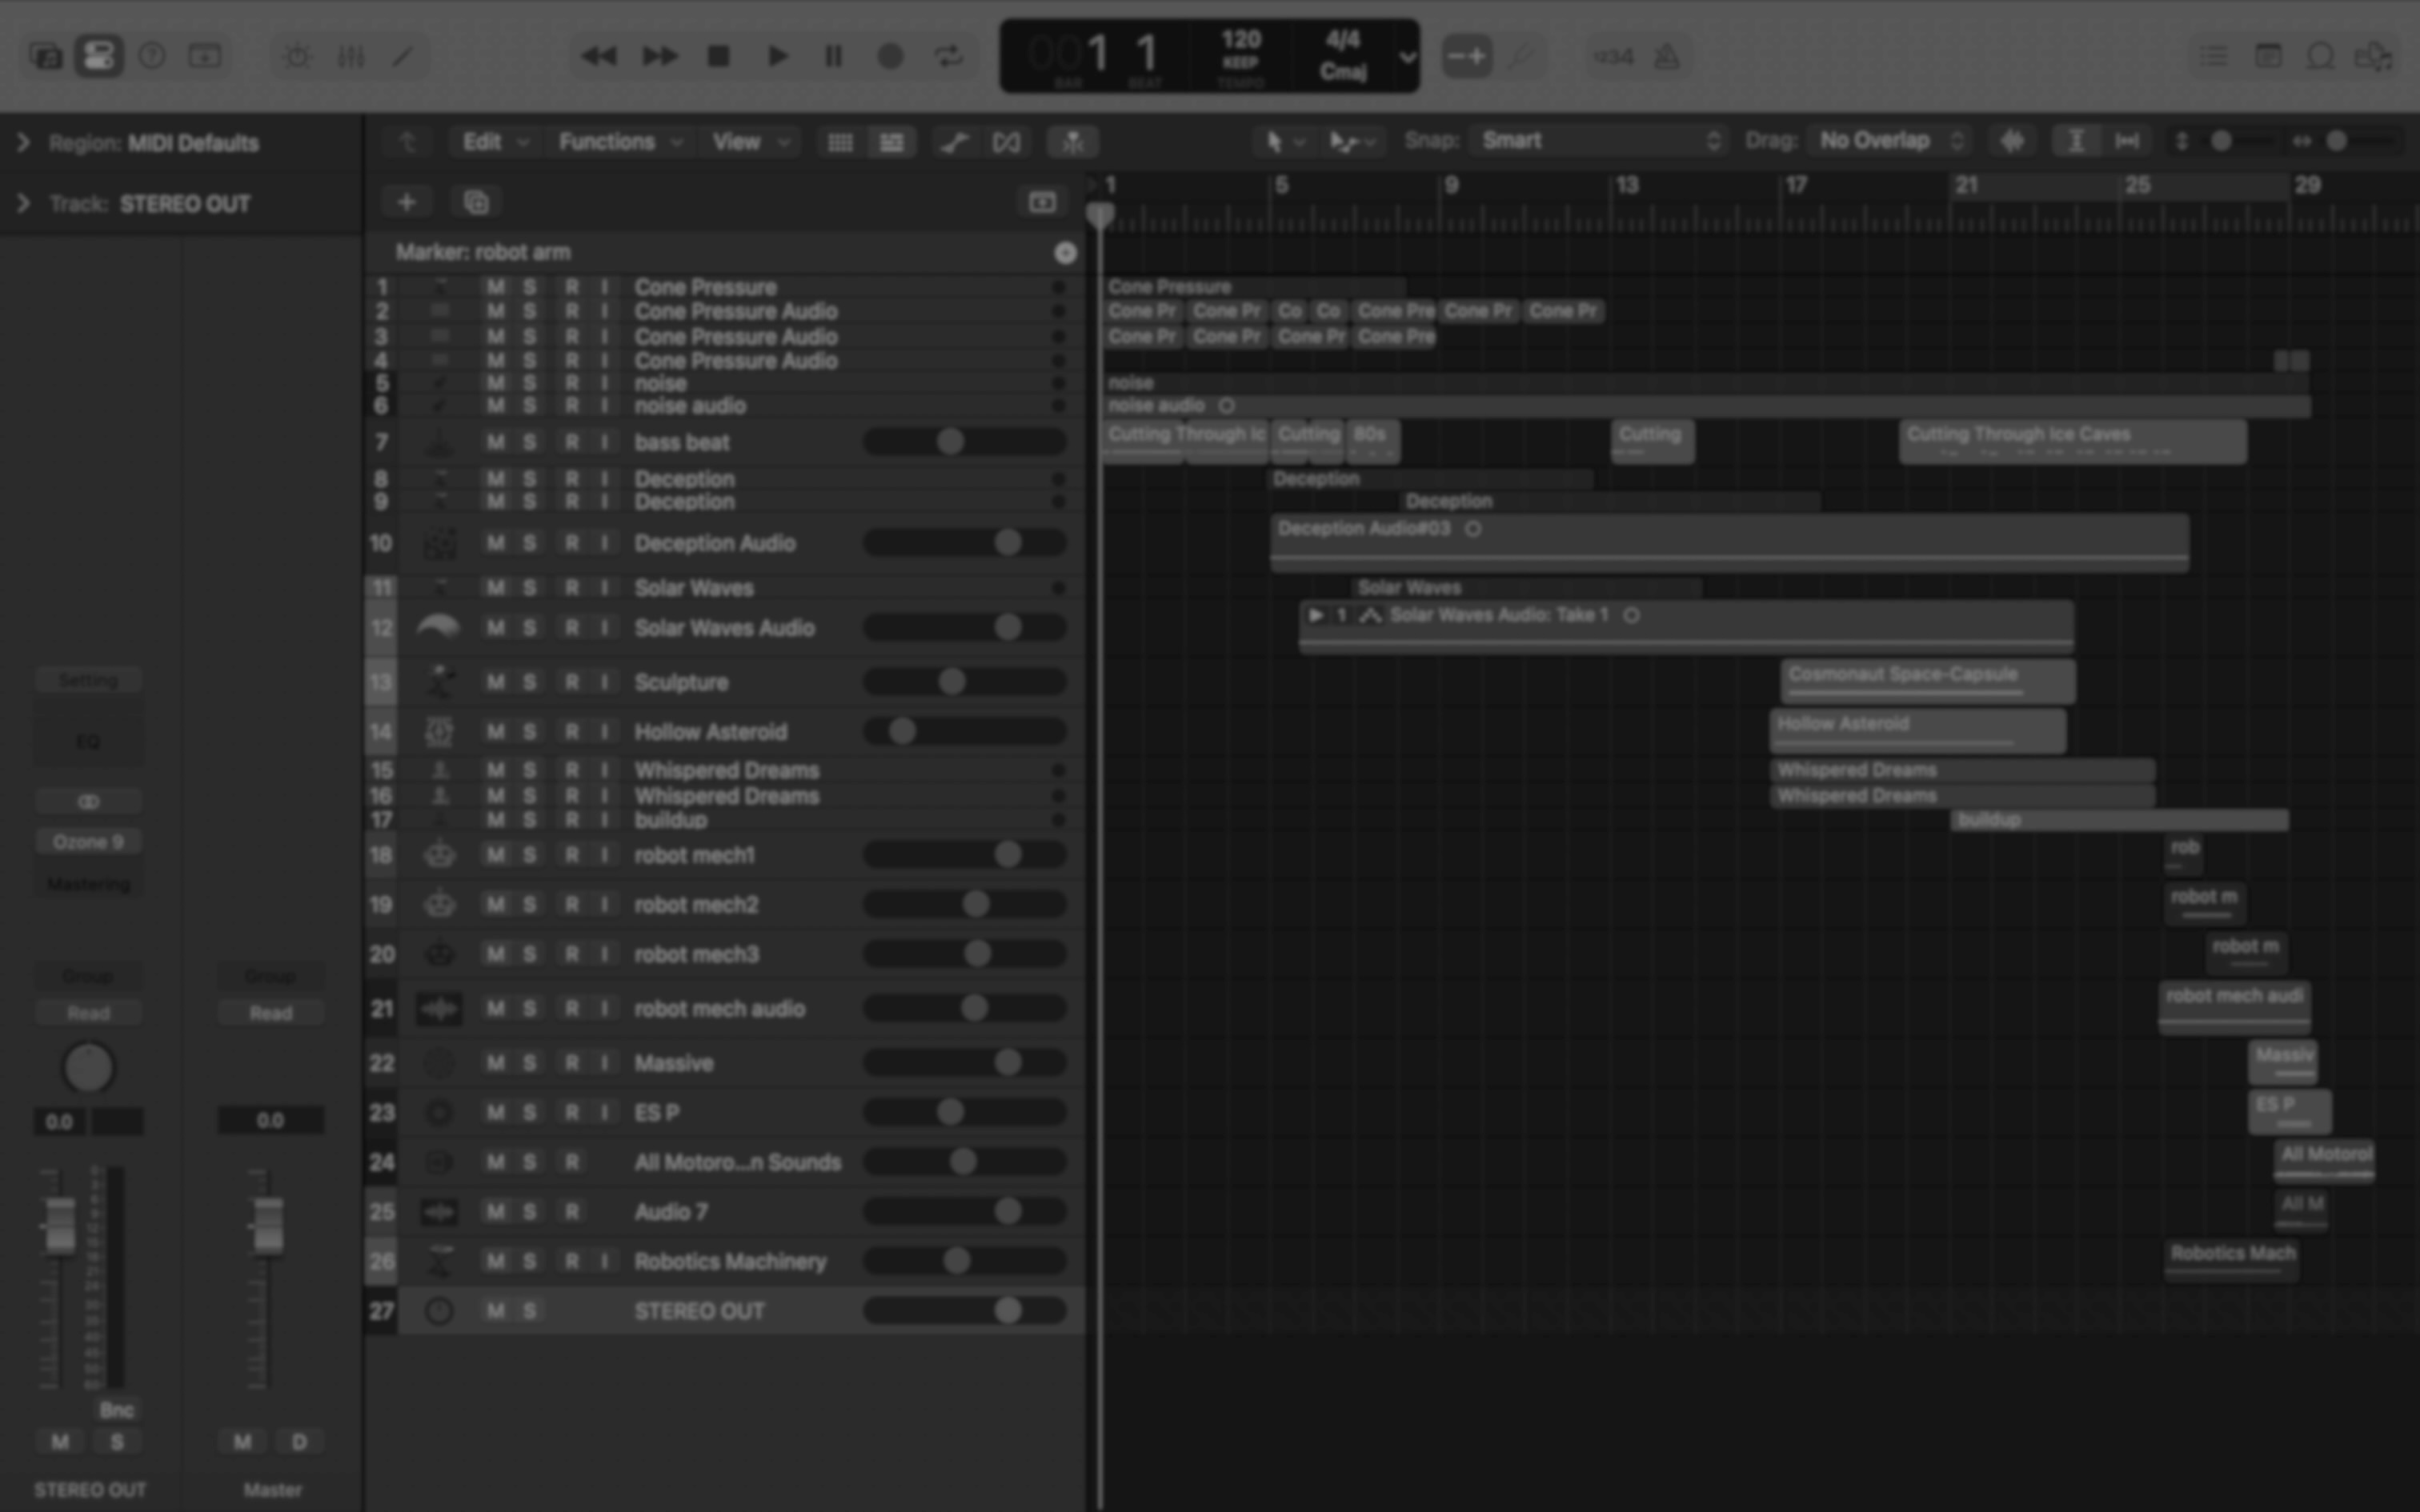 001 1 120 4/4
KEEP Cmaj
BAR BEAT TEMPO
1234
Region: MIDI Defaults
Edit Functions View Snap: Smart Drag: No Overlap
Track: STEREO OUT
1 5 9 13 17 21 25 29
Marker: robot arm
1 M S R I Cone Pressure Cone Pressure
2 M S R I Cone Pressure Audio Cone Pr Cone Pr Co Co Cone Pre Cone Pr Cone Pr
3 M S R I Cone Pressure Audio Cone Pr Cone Pr Cone Pr Cone Pre
4 M S R I Cone Pressure Audio
5 M S R I noise noise
6 M S R I noise audio noise audio
7 M S R I bass beat Cutting Through Ic Cutting 80s Cutting Cutting Through Ice Caves
8 M S R I Deception Deception
9 M S R I Deception Deception
10 M S R I Deception Audio Deception Audio#03
11 M S R I Solar Waves Solar Waves
12 M S R I Solar Waves Audio 1 Solar Waves Audio: Take 1
13 M S R I Sculpture Cosmonaut Space-Capsule
14 M S R I Hollow Asteroid Hollow Asteroid
15 M S R I Whispered Dreams Whispered Dreams
16 M S R I Whispered Dreams Whispered Dreams
17 M S R I buildup buildup
18 M S R I robot mech1 rob
19 M S R I robot mech2 robot m
20 M S R I robot mech3 robot m
21 M S R I robot mech audio robot mech audi
22 M S R I Massive Massiv
23 M S R I ES P ES P
24 M S R All Motoro...n Sounds All Motorol
25 M S R Audio 7 All M
26 M S R I Robotics Machinery Robotics Mach
27 M S STEREO OUT
Setting
EQ
Ozone 9
Mastering
Group Group
Read Read
0.0 0.0
Bnc
M S M D
STEREO OUT Master